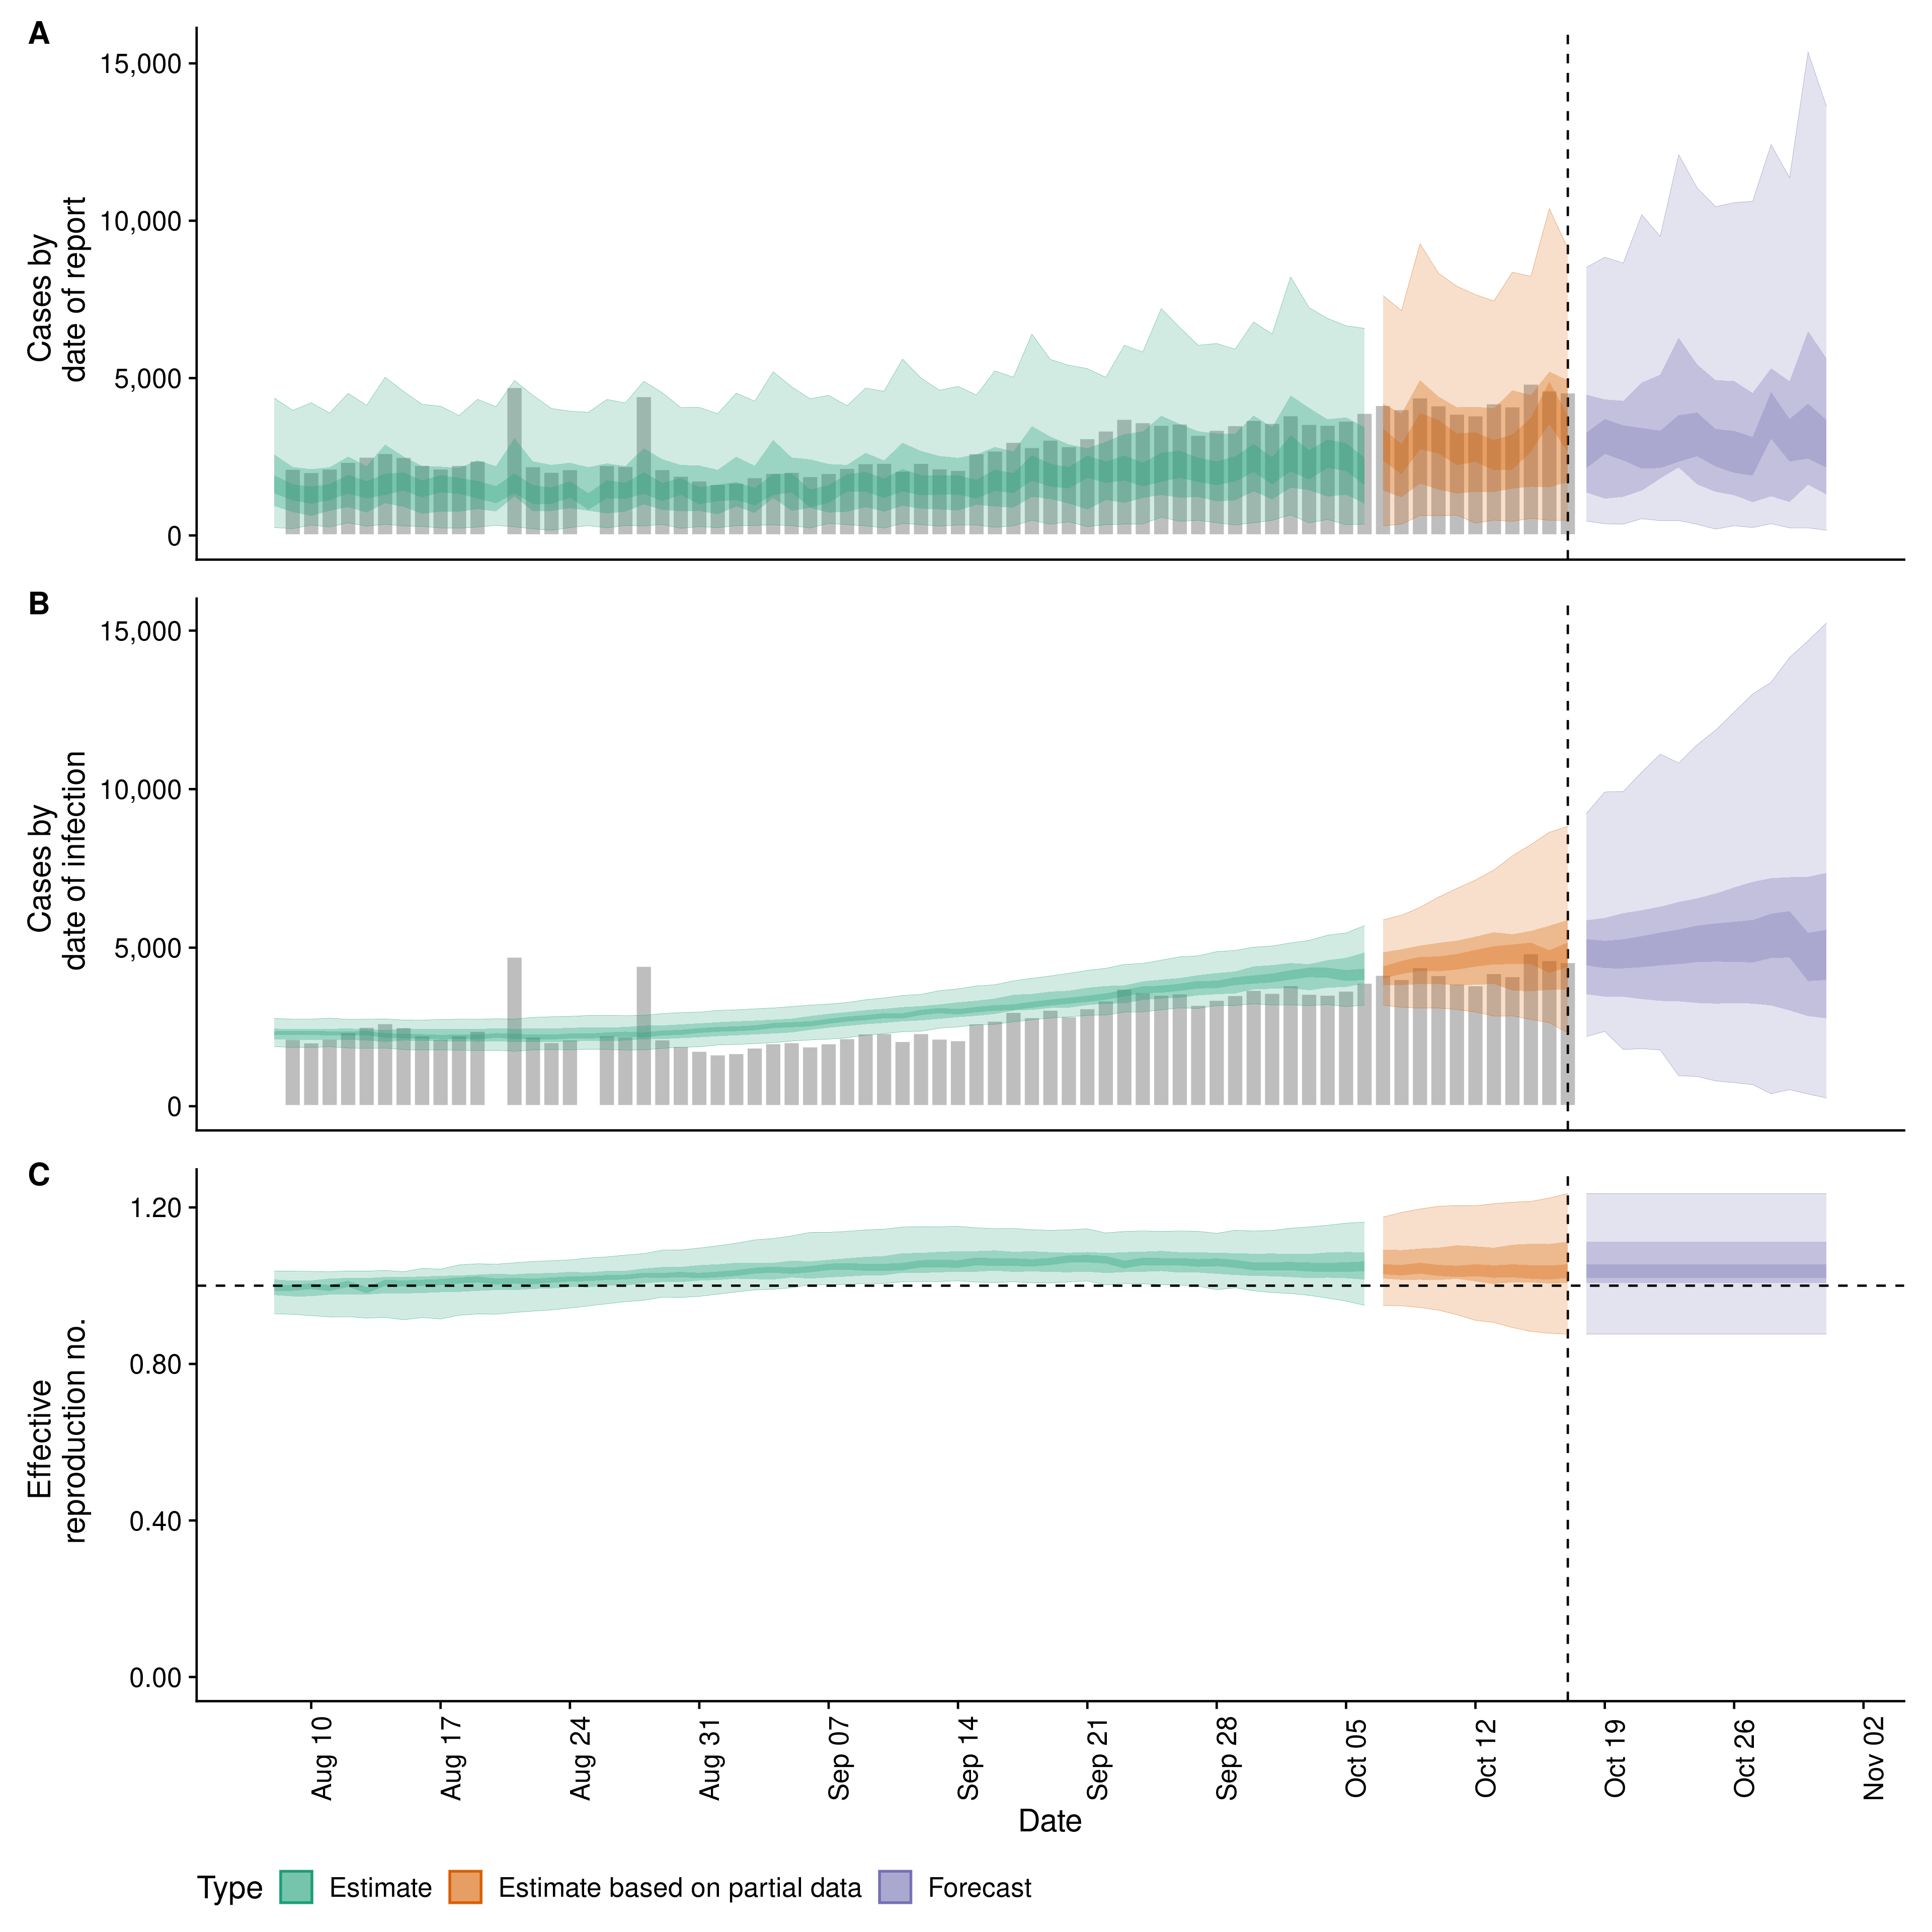 A
15,000
10,000
5,000
0
Cases by
date of report
B
15,000
10,000
5,000
0
Cases by
date of infection
C
1.20
0.80
0.40
0.00
Effective
reproduction no.
Aug 10
Aug 17
Aug 24
Aug 31
Sep 07
Sep 14
Sep 21
Sep 28
Oct 05
Oct 12
Oct 19
Oct 26
Nov 02
Date
Type Estimate Estimate based on partial data Forecast